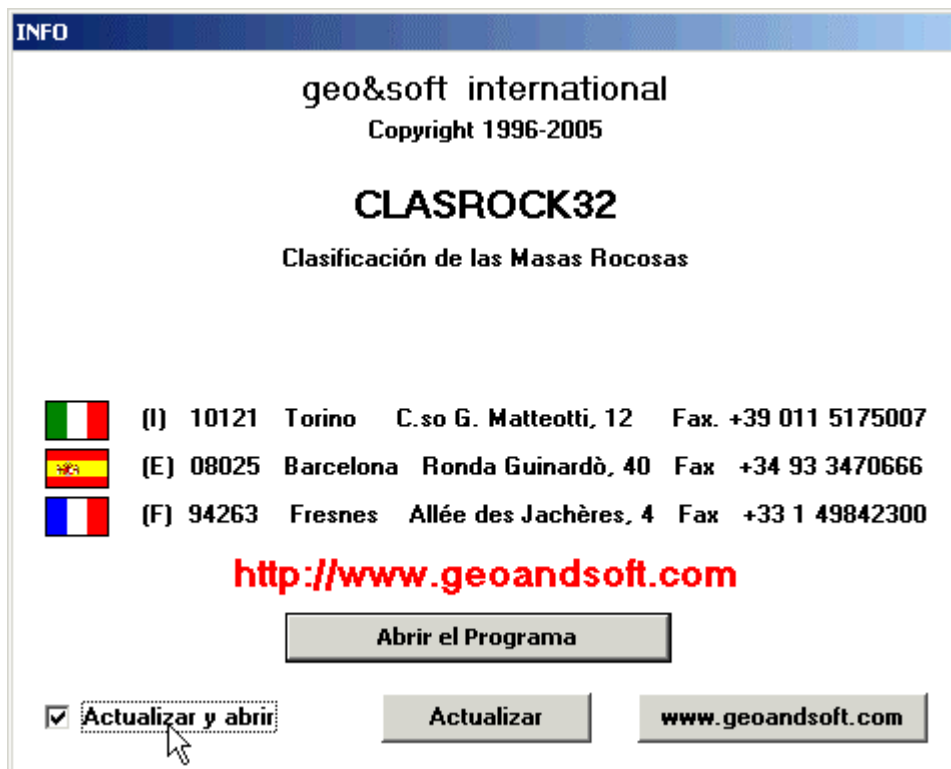 INFO
geo&soft international
Copyright 1996-2005
CLASROCK32
Clasificación de las Masas Rocosas
(I) 10121 Torino C.so G. Matteotti, 12 Fax. +39 011 5175007
(E) 08025 Barcelona Ronda Guinardò, 40 Fax +34 93 3470666
(F) 94263 Fresnes Allée des Jachères, 4 Fax +33 1 49842300
http://www.geoandsoft.com
Abrir el Programa
Actualizar y abrir Actualizar www.geoandsoft.com